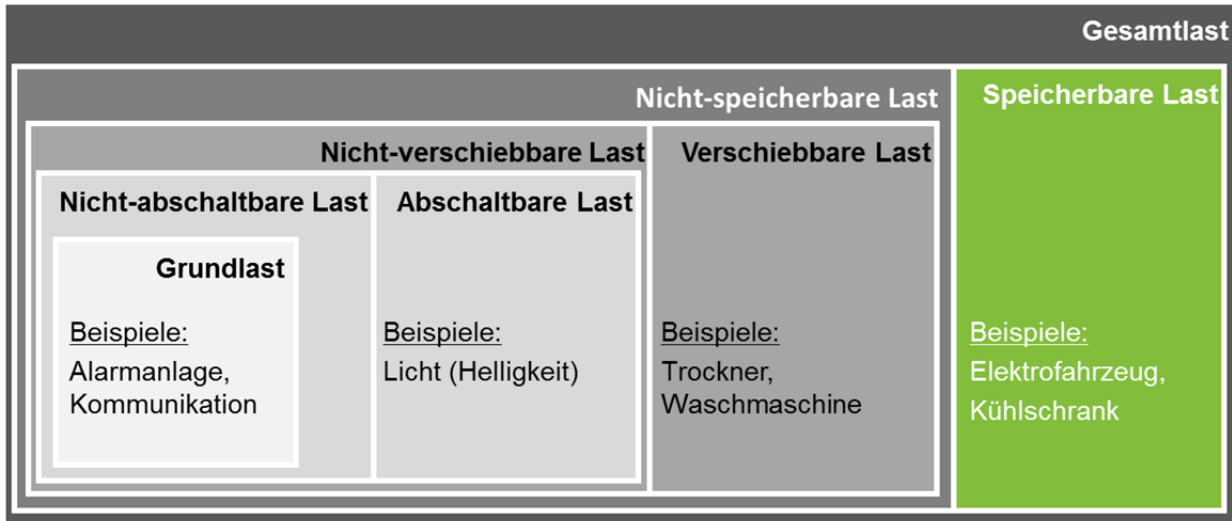 Gesamtlast
Nicht-speicherbare Last
Speicherbare Last
Nicht-verschiebbare Last
Verschiebbare Last
Nicht-abschaltbare Last
Abschaltbare Last
Grundlast
Beispiele:
Alarmanlage,
Kommunikation
Beispiele:
Licht (Helligkeit)
Beispiele:
Trockner,
Waschmaschine
Beispiele:
Elektrofahrzeug,
Kühlschrank